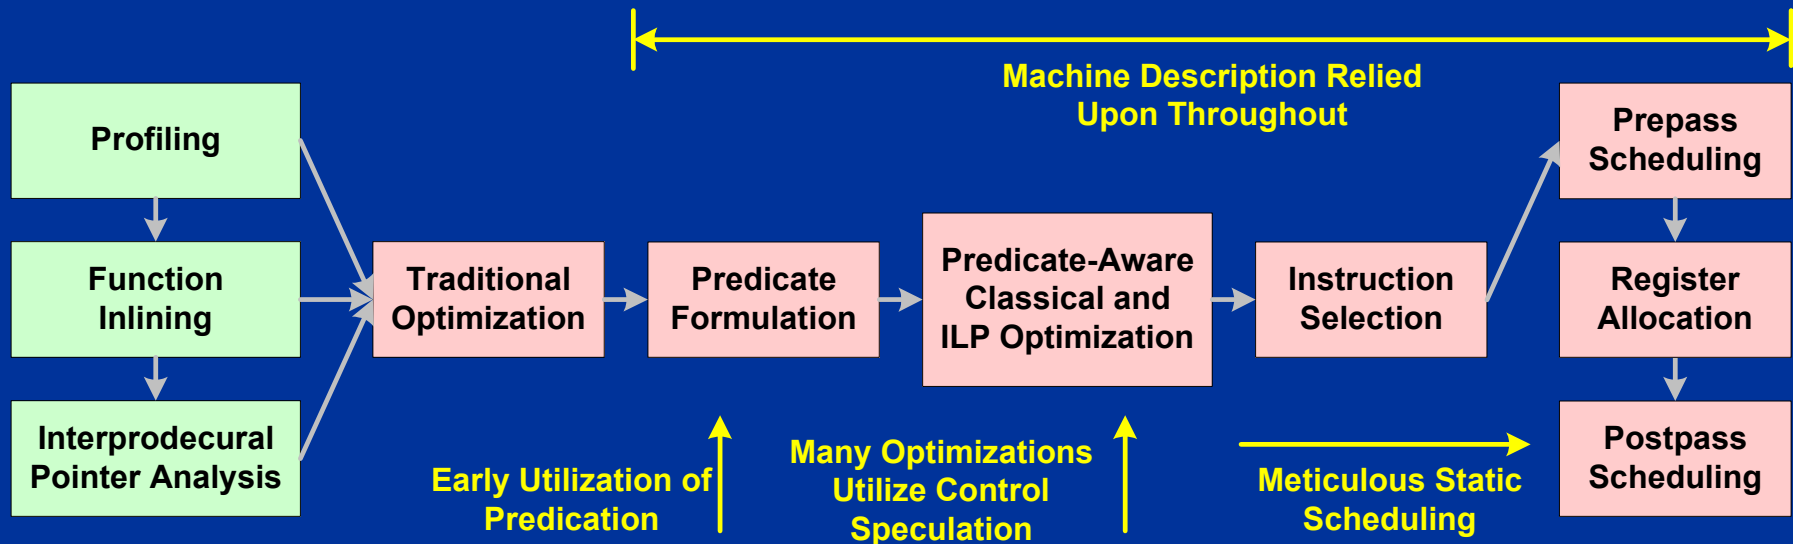 Machine Description Relied
Upon Throughout
Profiling
Function
Inlining
Interprodecural
Pointer Analysis
Traditional
Optimization
Predicate
Formulation
Predicate-Aware
Classical and
ILP Optimization
Instruction
Selection
Prepass
Scheduling
Register
Allocation
Postpass
Scheduling
Early Utilization of
Predication
Many Optimizations
Utilize Control
Speculation
Meticulous Static
Scheduling